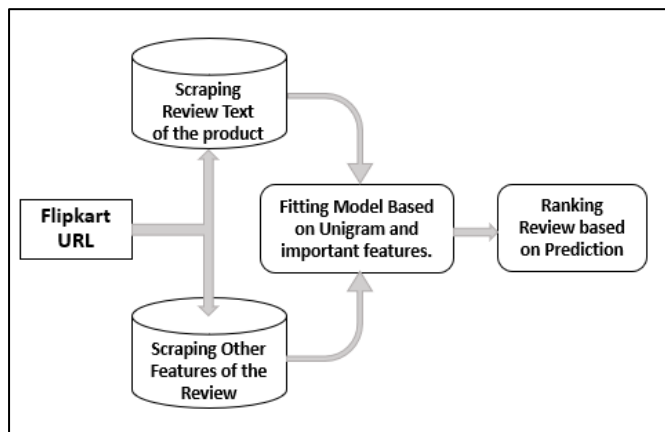 Scraping
Review Text
of the product
Flipkart
URL
Fitting Model Based
on Unigram and
important features.
Ranking
Review based
on Prediction
Scraping Other
Features of the
Review